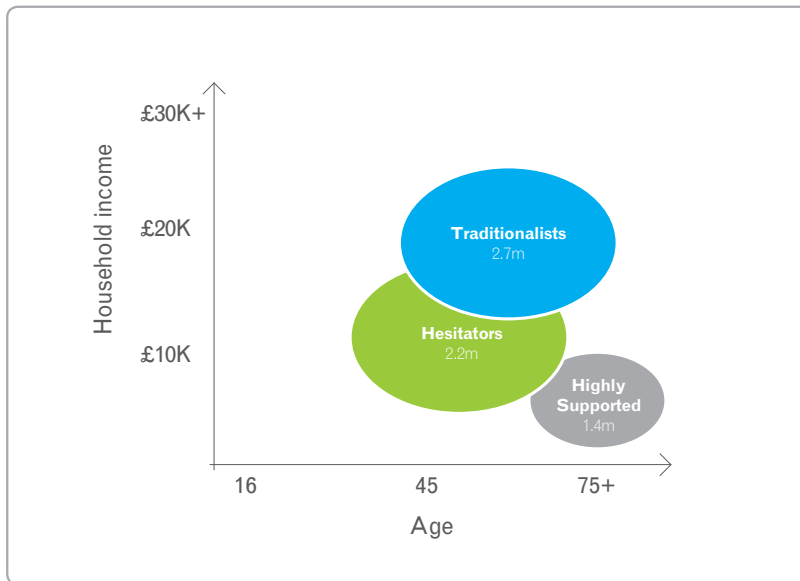 £30K+
£20K
£10K
Household income
Traditionalists
2.7m
Hesitators
2.2m
Highly
Supported
1.4m
16
45
75+
Age